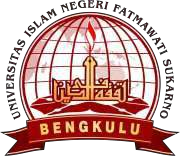 UNIVERSITAS ISLAM NEGERI FATMAWATI SUKARNO
BENGKULU